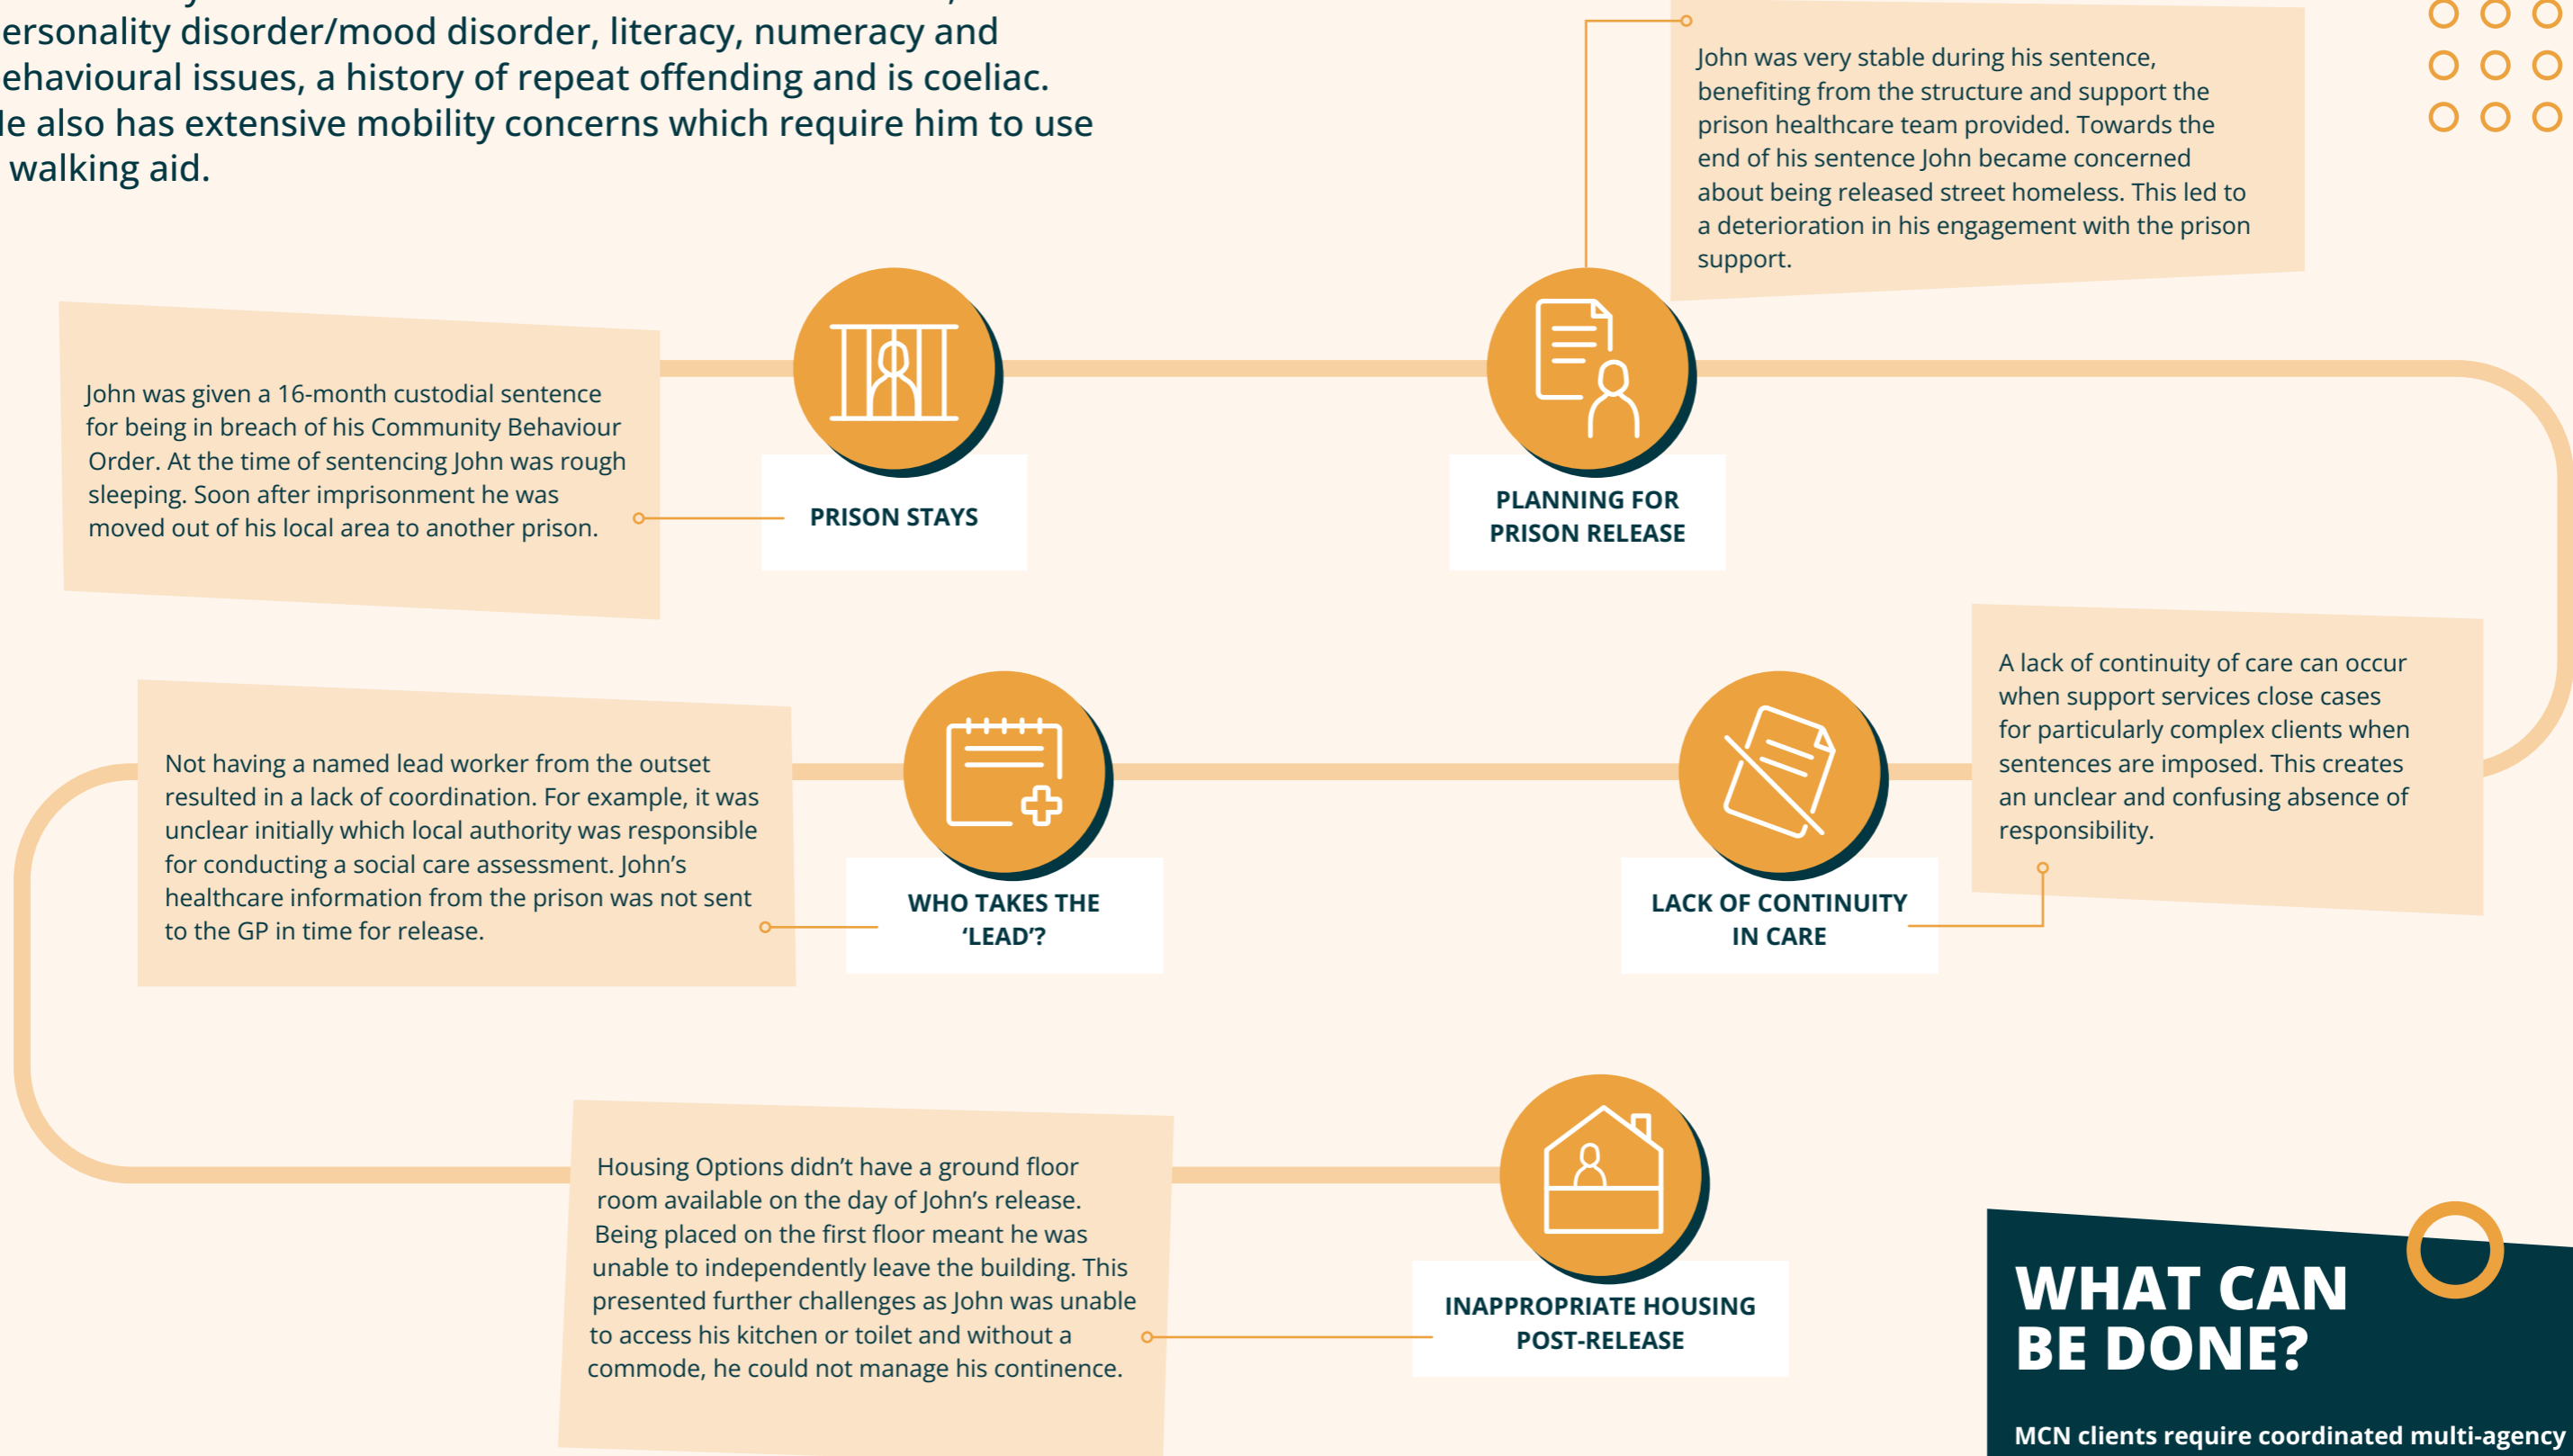 ersonality disorder/mood disorder, literacy, numeracy and
ehavioural issues, a history of repeat offending and is coeliac.
He also has extensive mobility concerns which require him to use
walking aid.
John was very stable during his sentence,
benefiting from the structure and support the
prison healthcare team provided. Towards the
end of his sentence John became concerned
about being released street homeless. This led to
a deterioration in his engagement with the prison
support.
John was given a 16-month custodial sentence
for being in breach of his Community Behaviour
Order. At the time of sentencing John was rough
sleeping. Soon after imprisonment he was
moved out of his local area to another prison.
PRISON STAYS
PLANNING FOR
PRISON RELEASE
A lack of continuity of care can occur
when support services close cases
for particularly complex clients when
sentences are imposed. This creates
an unclear and confusing absence of
responsibility.
LACK OF CONTINUITY
IN CARE
WHO TAKES THE
‘LEAD’?
Not having a named lead worker from the outset
resulted in a lack of coordination. For example, it was
unclear initially which local authority was responsible
for conducting a social care assessment. John’s
healthcare information from the prison was not sent
to the GP in time for release.
Housing Options didn’t have a ground floor
room available on the day of John’s release.
Being placed on the first floor meant he was
unable to independently leave the building. This
presented further challenges as John was unable
to access his kitchen or toilet and without a
commode, he could not manage his continence.
INAPPROPRIATE HOUSING
POST-RELEASE
WHAT CAN
BE DONE?
MCN clients require coordinated multi-agency